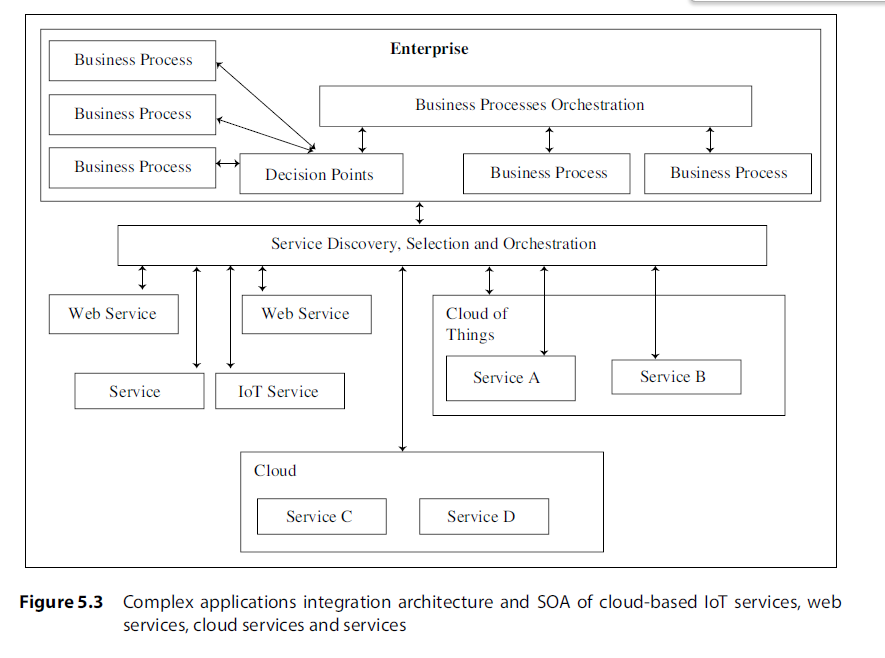 Enterprise
Business Process
Business Process
Business Process
Business Processes Orchestration
Decision Points
Business Process
Business Process
Service Discovery, Selection and Orchestration
Web Service
Web Service
Service
IoT Service
Cloud of
Things
Service A
Service B
Cloud
Service C
Service D
Figure 5.3 Complex applications integration architecture and SOA of cloud-based IoT services, web
services, cloud services and services